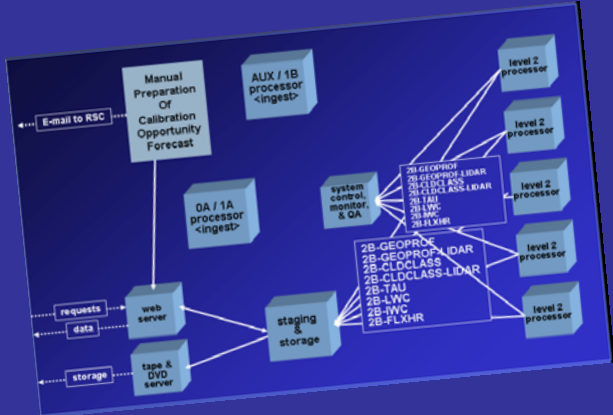 Manual
Preparation
Of
Calibration
Opportunity
Forecast
AUX / 1B
processor
<ingest>
level 2
processor
E-mail to RSC
level 2
processor
0A / 1A
processor
<ingest>
system
control,
monitor,
& QA
2B-GEOPROF
2B-GEOPROF-LIDAR
2B-CLDCLASS
2B-CLDCLASS-LIDAR
2B-TAU
2B-LWC
2B-IWC
2B-FLXHR
level 2
processor
2B-GEOPROF
2B-GEOPROF-LIDAR
2B-CLDCLASS
2B-CLDCLASS-LIDAR
2B-TAU
2B-LWC
2B-IWC
2B-FLXHR
level 2
processor
requests
data
web
server
staging
&
storage
level 2
processor
storage
tape &
DVD
server